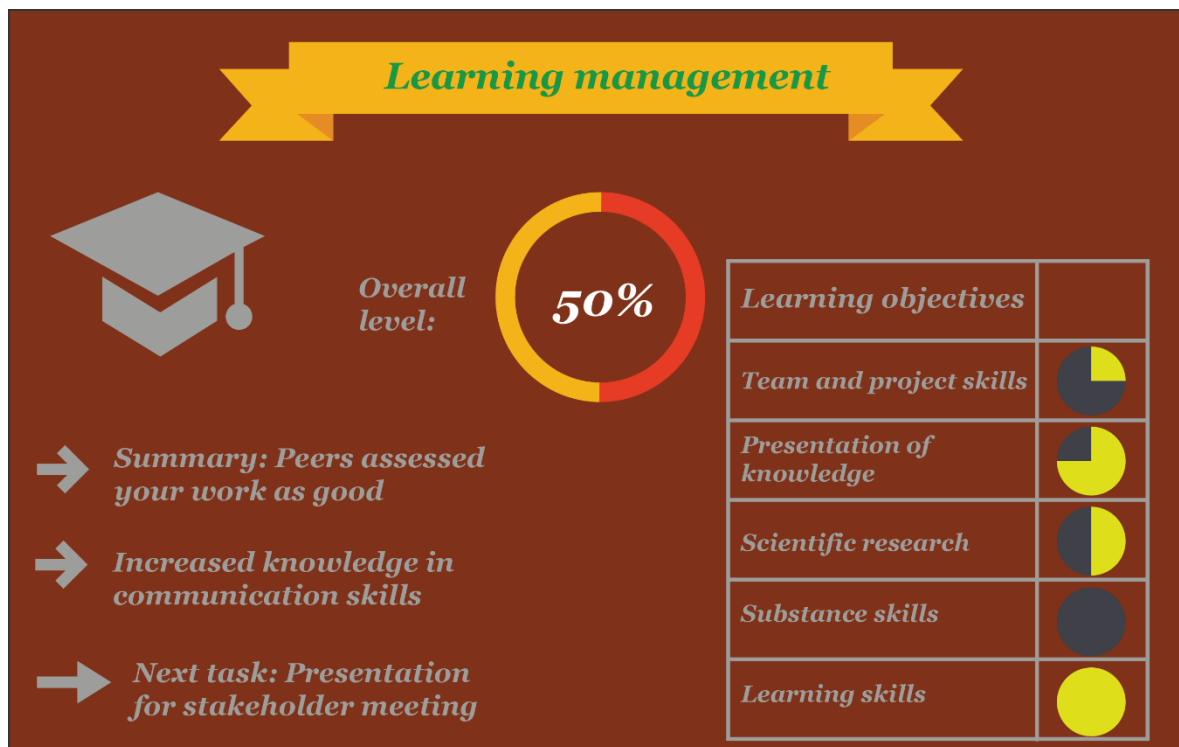 Learning management
Overall
level:
50%
Summary: Peers assessed
your work as good
Increased knowledge in
communication skills
Next task: Presentation
for stakeholder meeting
Learning objectives
Team and project skills
Presentation of
knowledge
Scientific research
Substance skills
Learning skills